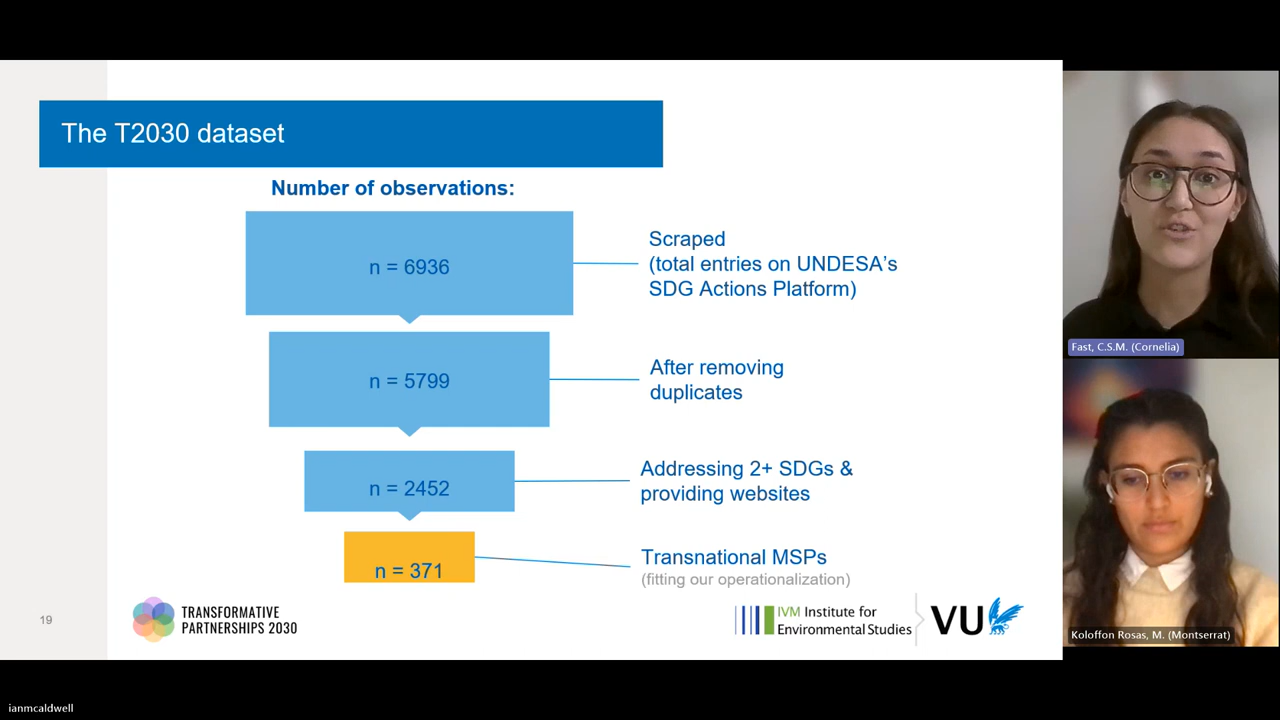 The T2030 dataset
Number of observations:
n = 6936
Scraped
(total entries on UNDESA’s
SDG Actions Platform)
n = 5799
After removing
duplicates
n = 2452
Addressing 2+ SDGs &
providing websites
n = 371
Transnational MSPs
(fitting our operationalization)
19
TRANSFORMATIVE
PARTNERSHIPS 2030
IVM Institute for
Environmental Studies
VU
Fast, C.S.M. (Cornelia)
Koloffon Rosas, M. (Montserrat)
ianmcaldwell